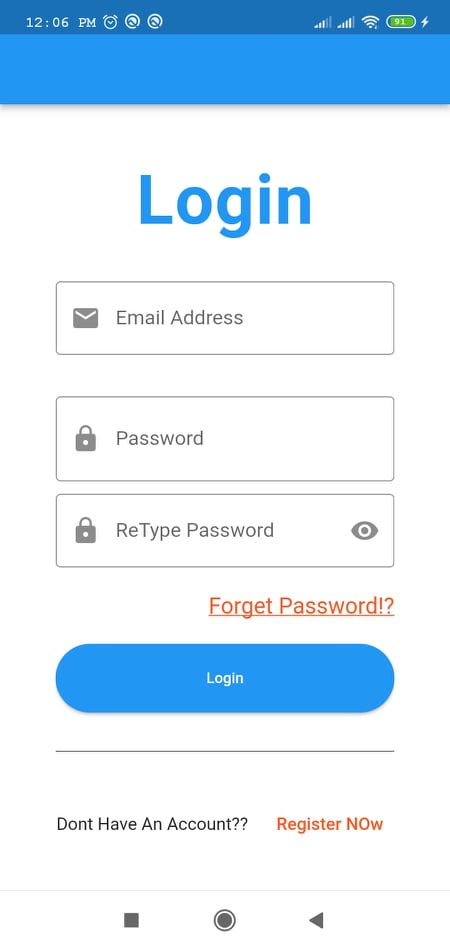 12:06 PM 91
Login
Email Address
Password
ReType Password
Forget Password!?
Login
Dont Have An Account?? Register NOw